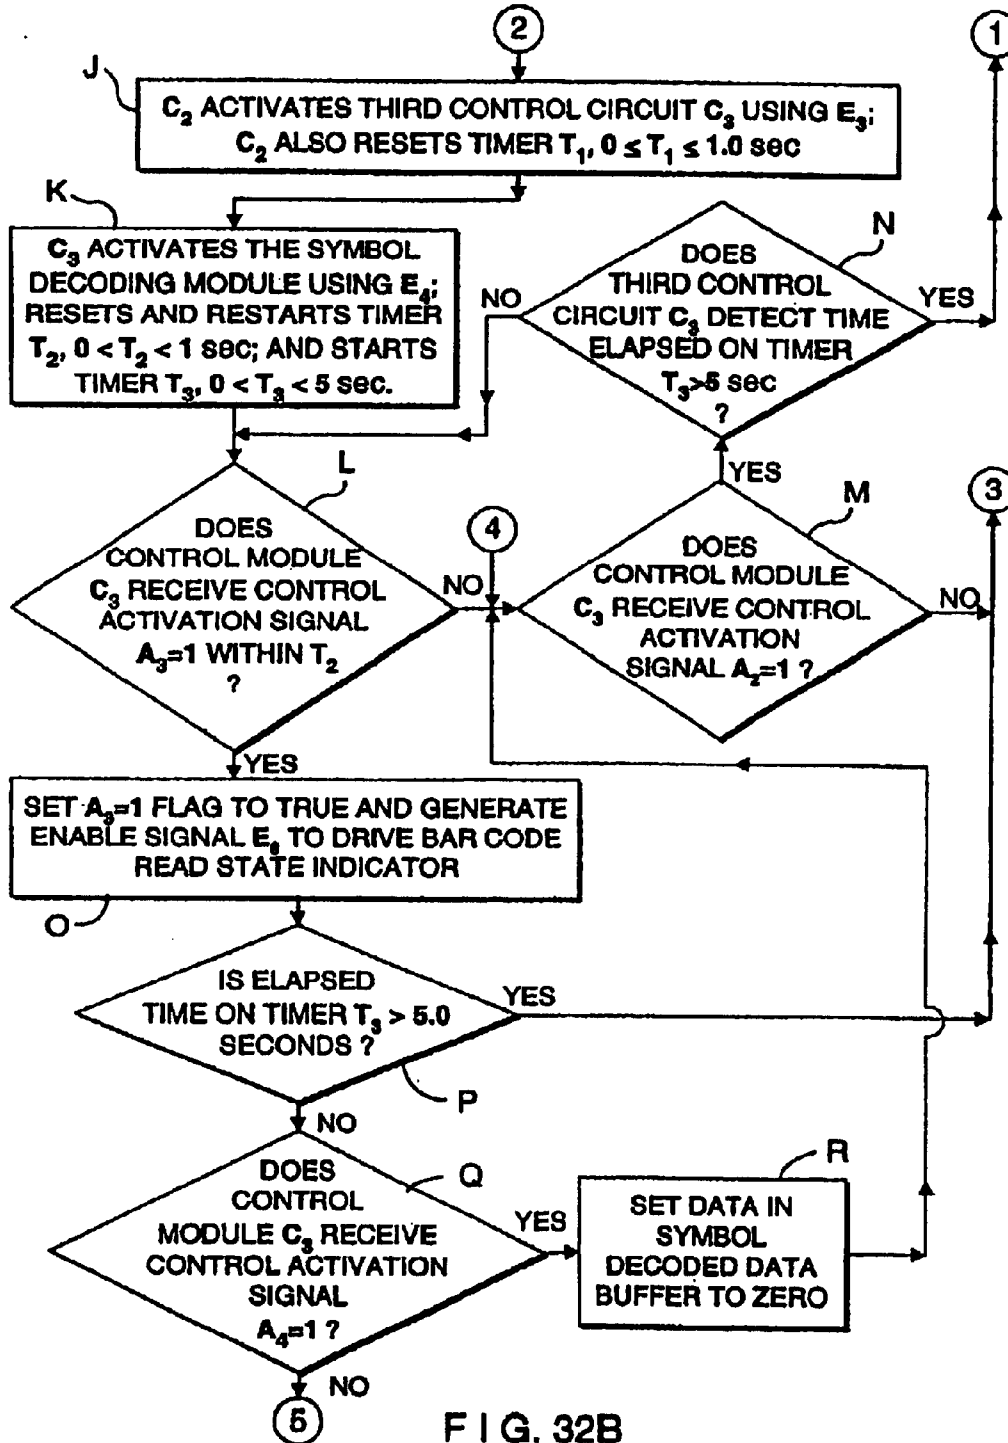 2
1
J
C₂ ACTIVATES THIRD CONTROL CIRCUIT C₃ USING E₃;
C₂ ALSO RESETS TIMER T₁, 0 ≤ T₁ ≤ 1.0 sec
K
C₃ ACTIVATES THE SYMBOL
DECODING MODULE USING E₄;
RESETS AND RESTARTS TIMER
T₂, 0 < T₂ < 1 sec; AND STARTS
TIMER T₃, 0 < T₃ < 5 sec.
N
DOES
THIRD CONTROL
CIRCUIT C₃ DETECT TIME
ELAPSED ON TIMER
T₃>5 sec
?
NO
YES
L
DOES
CONTROL MODULE
C₃ RECEIVE CONTROL
ACTIVATION SIGNAL
A₃=1 WITHIN T₂
?
NO
YES
4
M
DOES
CONTROL MODULE
C₃ RECEIVE CONTROL
ACTIVATION
SIGNAL A₂=1 ?
YES
NO
3
SET A₃=1 FLAG TO TRUE AND GENERATE
ENABLE SIGNAL E₆ TO DRIVE BAR CODE
READ STATE INDICATOR
O
IS ELAPSED
TIME ON TIMER T₃ > 5.0
SECONDS ?
YES
P
NO
Q
DOES
CONTROL
MODULE C₃ RECEIVE
CONTROL ACTIVATION
SIGNAL
A₄=1 ?
YES
NO
R
SET DATA IN
SYMBOL
DECODED DATA
BUFFER TO ZERO
5
FIG. 32B